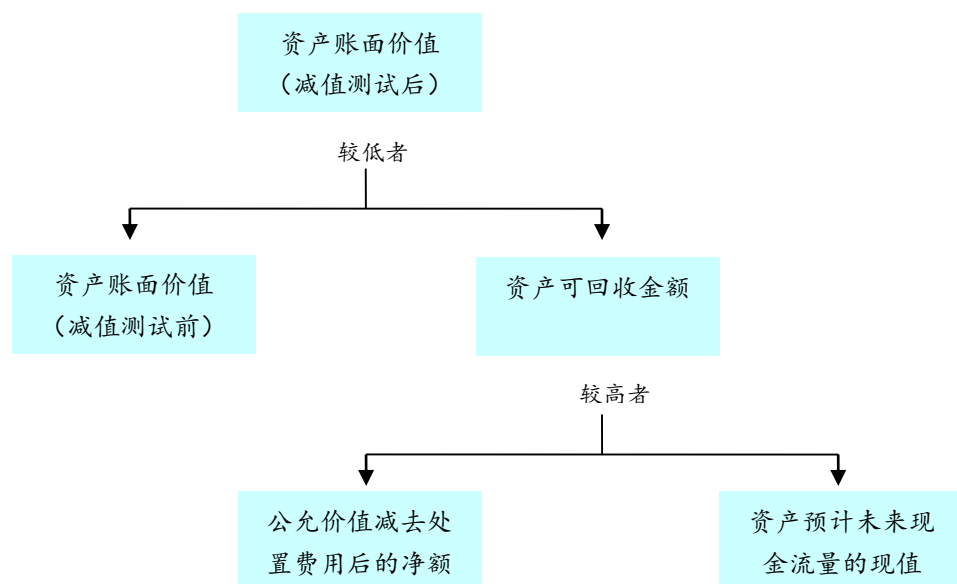 资产账面价值
（减值测试后）
较低者
资产账面价值
（减值测试前）
资产可回收金额
较高者
公允价值减去处
置费用后的净额
资产预计未来现
金流量的现值